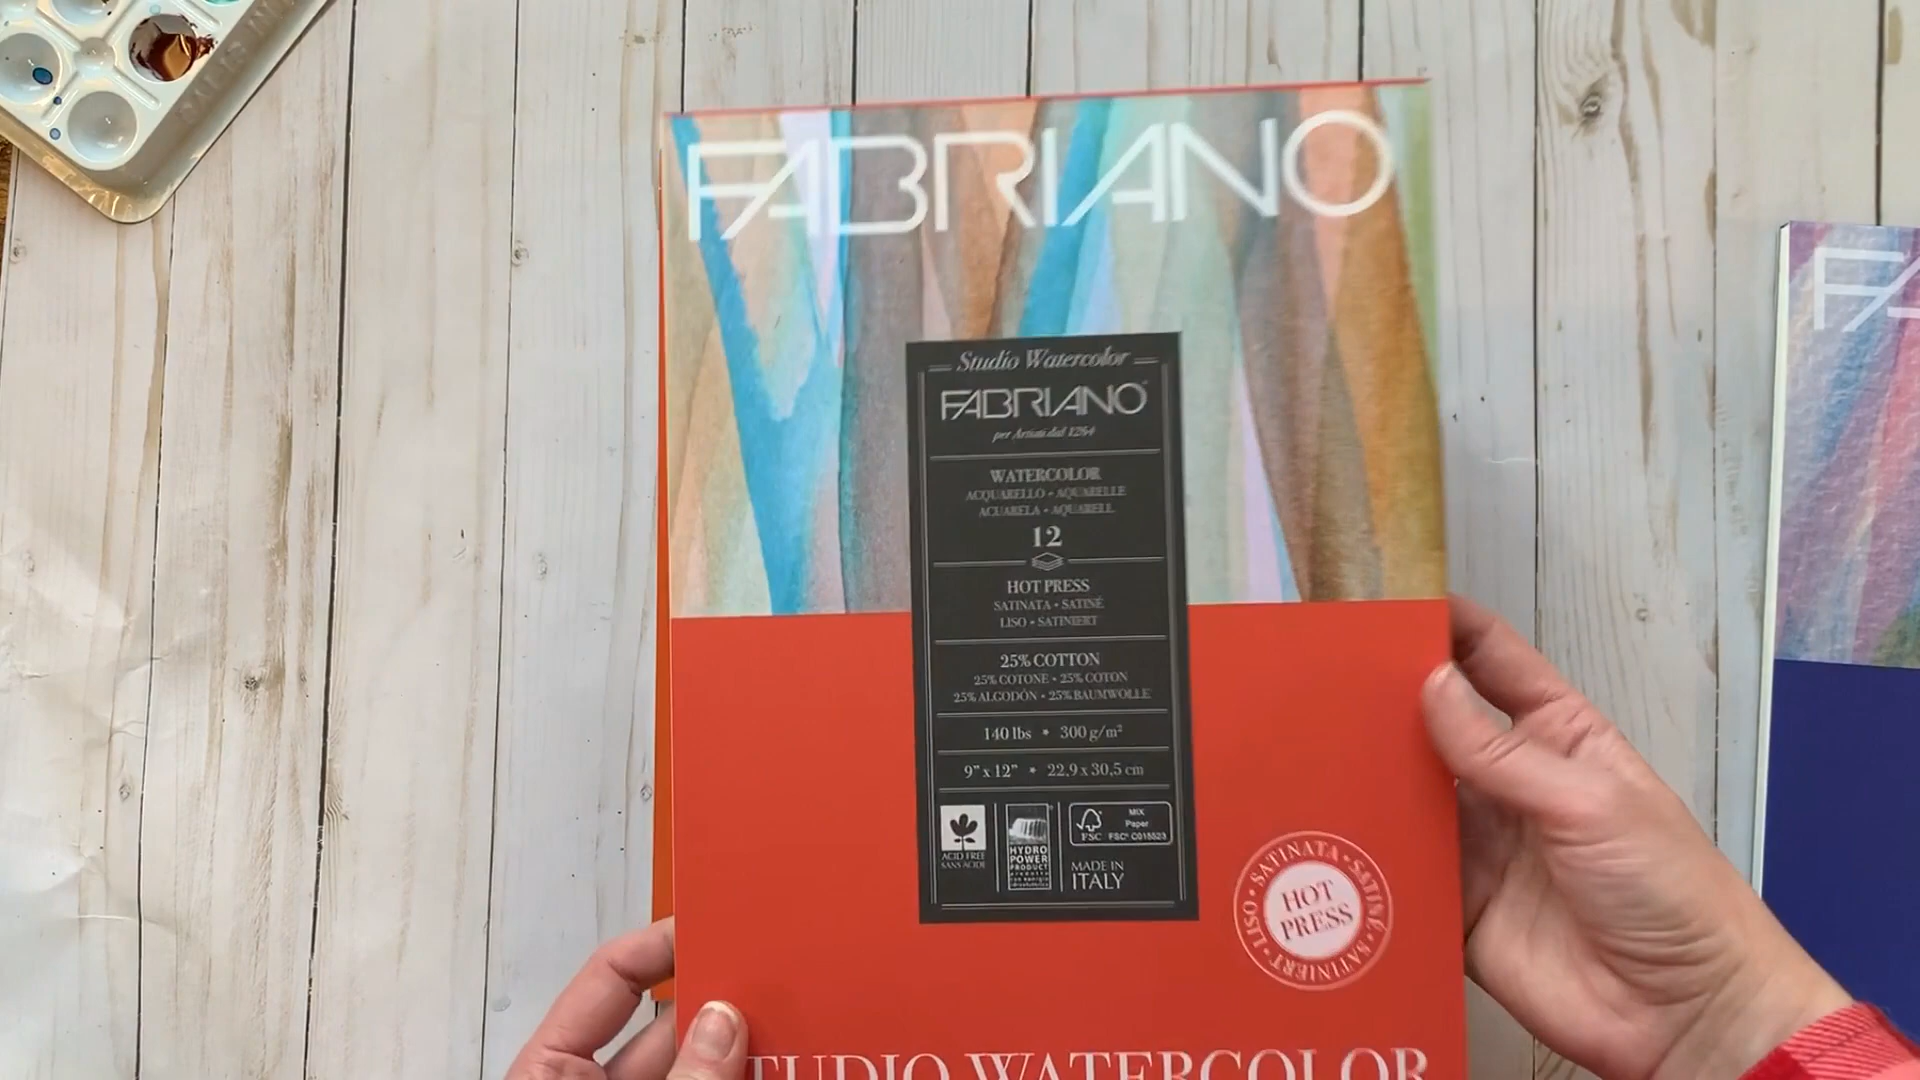 FABRIANO
Studio Watercolor
FABRIANO
per Artisti dal 1264
WATERCOLOR
ACQUARELLO • AQUARELLE
ACUARELA • AQUARELL
12
HOT PRESS
SATINATA • SATINÉ
LISO • SATINIERT
25% COTTON
25% COTONE • 25% COTON
25% ALGODÓN • 25% BAUMWOLLE
140 lbs * 300 g/m²
9” x 12” * 22,9 x 30,5 cm
ACID FREE
SANS ACIDE
HYDRO
POWER
PRODUCT
FSC
MIX
Paper
FSC® C015523
MADE IN
ITALY
SATINATA • SATINÉ • SATINIERT • LISO •
HOT
PRESS
TUDIO WATERCOLOR
FA